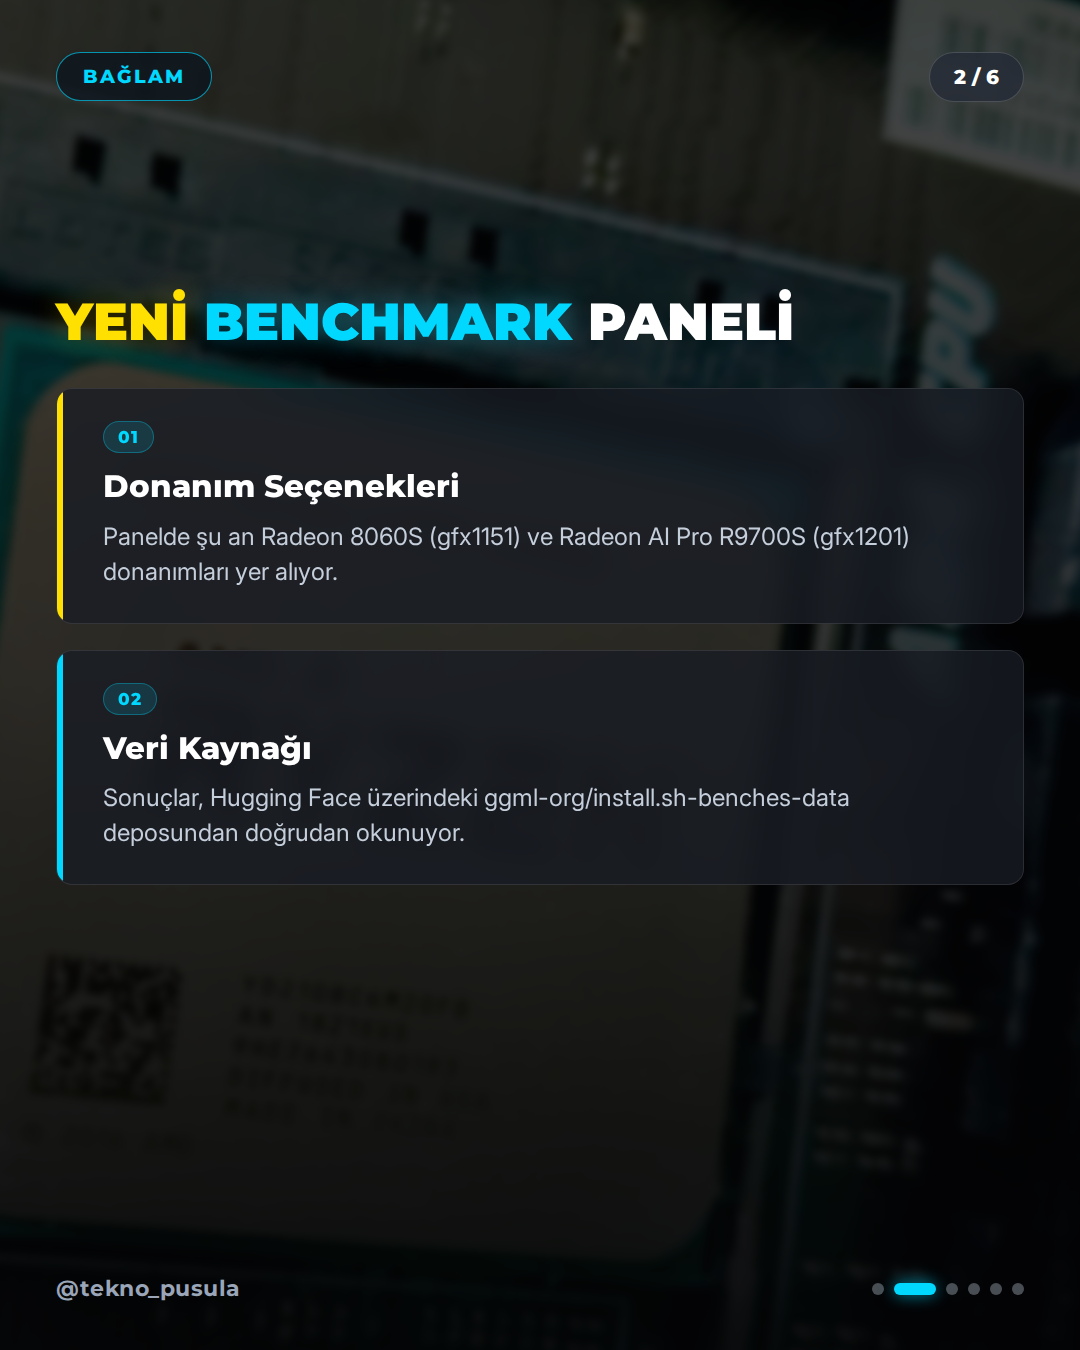 BAĞLAM
2 / 6
YENİ BENCHMARK PANELİ
01
Donanım Seçenekleri
Panelde şu an Radeon 8060S (gfx1151) ve Radeon AI Pro R9700S (gfx1201)
donanımları yer alıyor.
02
Veri Kaynağı
Sonuçlar, Hugging Face üzerindeki ggml-org/install.sh-benches-data
deposundan doğrudan okunuyor.
@tekno_pusula